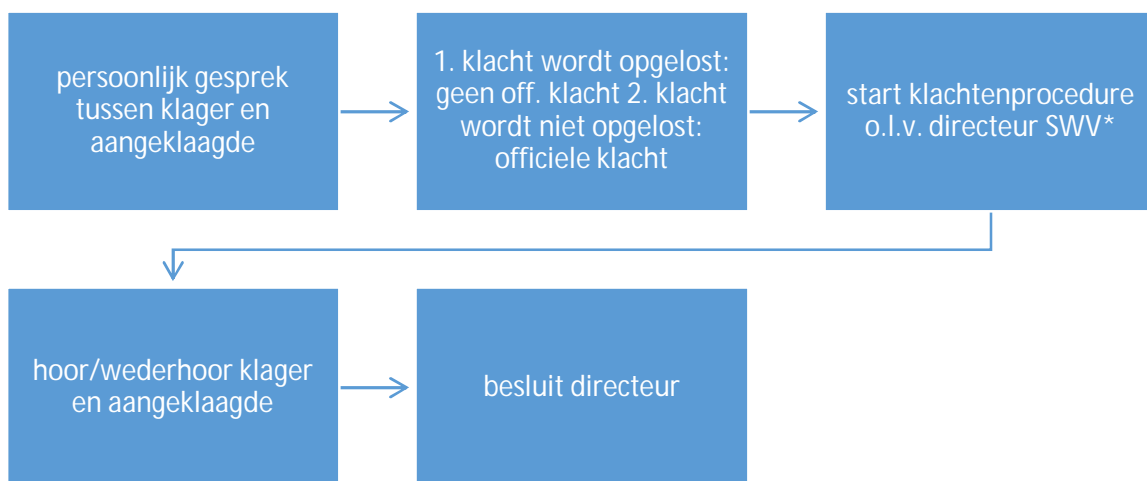 persoonlijk gesprek
tussen klager en
aangeklaagde
1. klacht wordt opgelost:
geen off. klacht 2. klacht
wordt niet opgelost:
officiele klacht
start klachtenprocedure
o.l.v. directeur SWV*
hoor/wederhoor klager
en aangeklaagde
besluit directeur